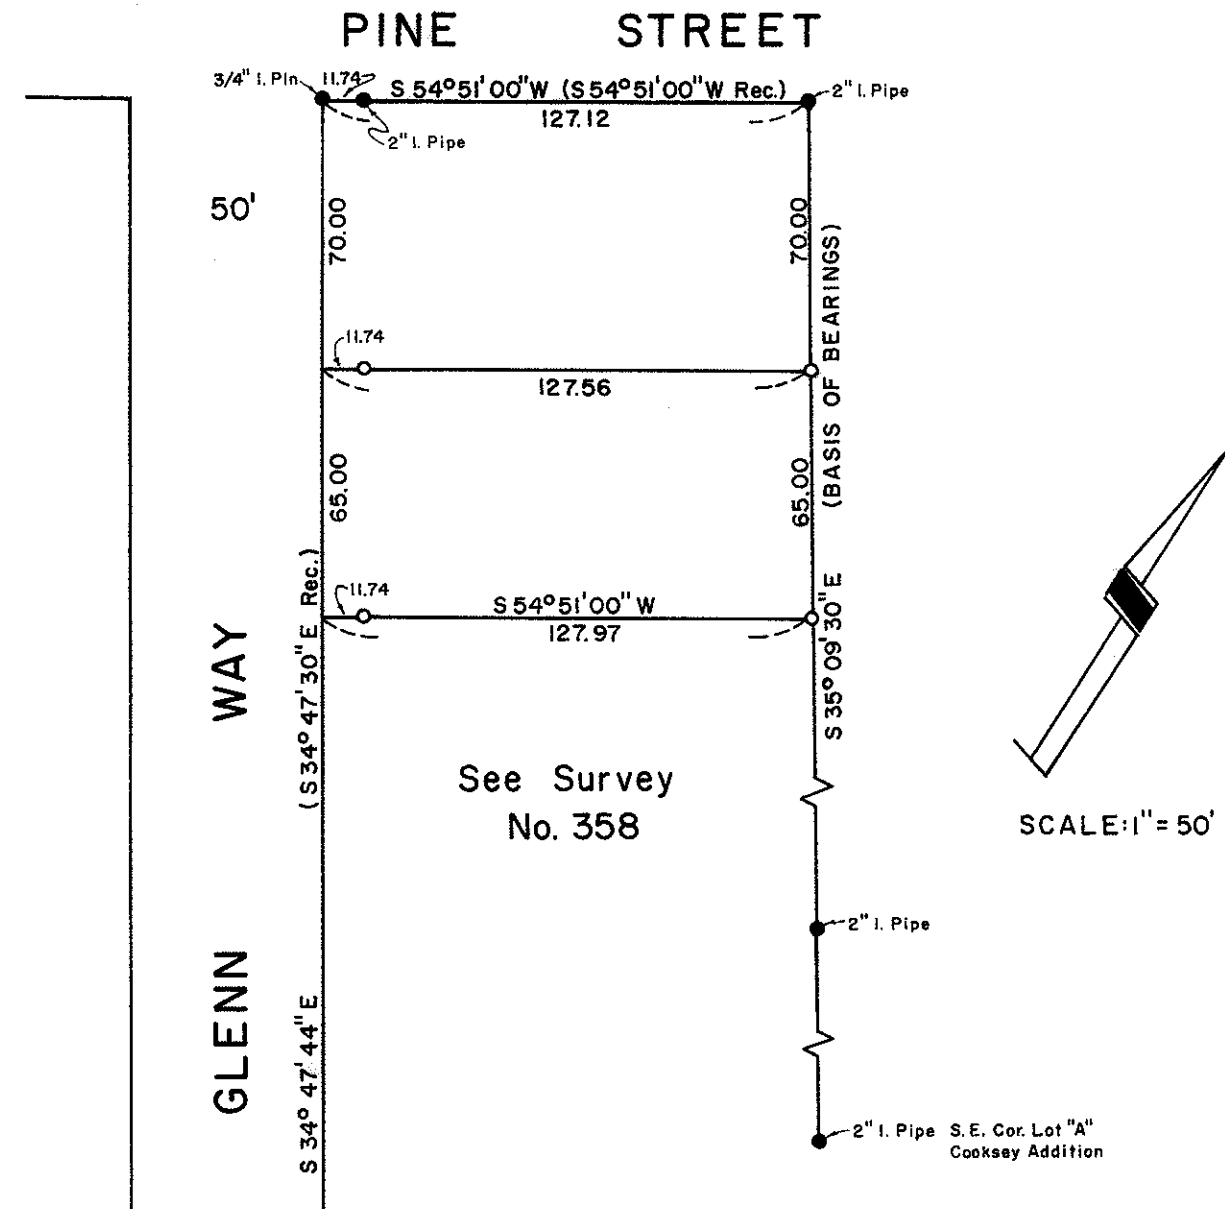 PINE STREET
3/4" I. Pin
11.74
S 54°51'00"W (S 54°51'00"W Rec.)
2" I. Pipe
127.12
2" I. Pipe
50'
70.00
70.00
11.74
127.56
(BASIS OF BEARINGS)
65.00
65.00
11.74
S 54°51'00" W
127.97
S 35°09'30"E
(S 34°47'30"E Rec.)
GLENN WAY
See Survey
No. 358
SCALE: 1" = 50'
2" I. Pipe
S 34°47'44"E
2" I. Pipe S.E. Cor. Lot "A"
Cooksey Addition